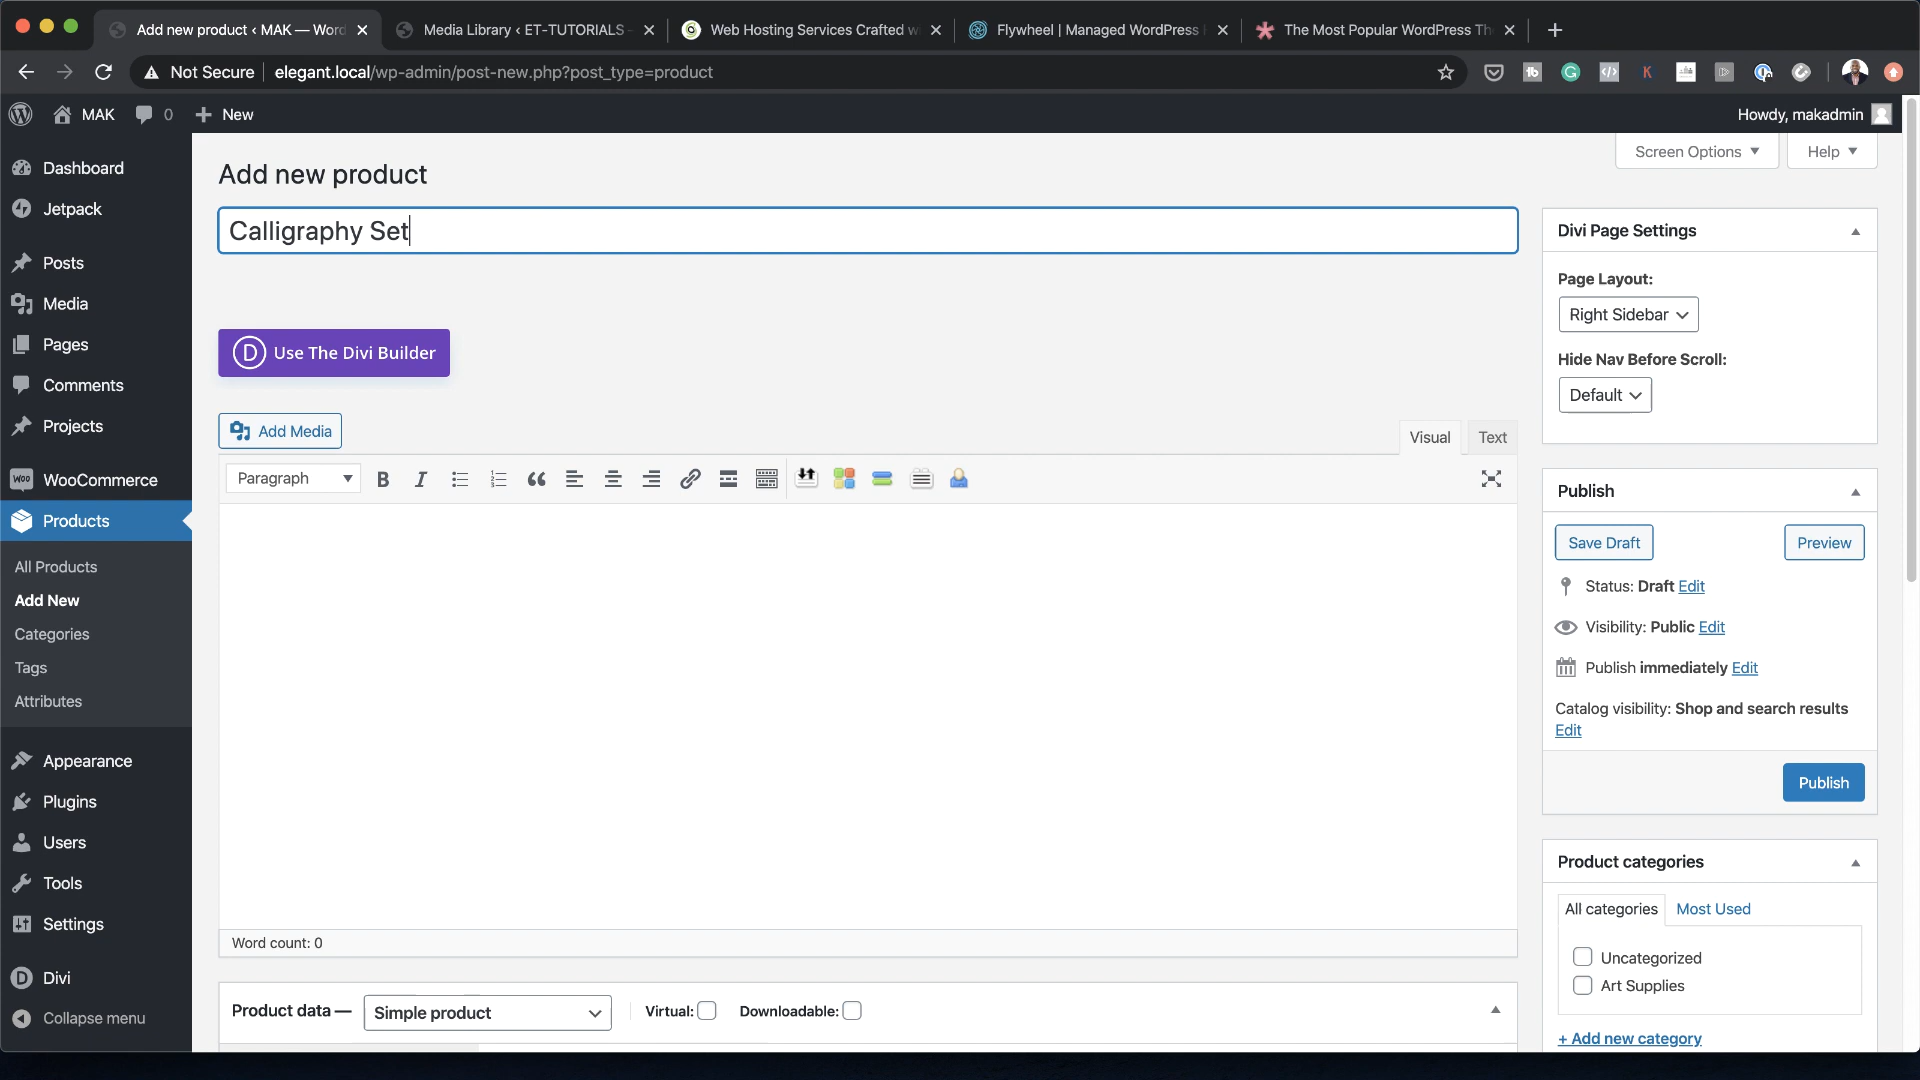 Add new product ‹ MAK — Word
Media Library ‹ ET-TUTORIALS -
Web Hosting Services Crafted w
Flywheel | Managed WordPress
The Most Popular WordPress Th
Not Secure
elegant.local/wp-admin/post-new.php?post_type=product
MAK
0
New
Howdy, makadmin
Screen Options
Help
Dashboard
Jetpack
Posts
Media
Pages
Comments
Projects
WooCommerce
Products
All Products
Add New
Categories
Tags
Attributes
Appearance
Plugins
Users
Tools
Settings
Divi
Collapse menu
Add new product
Calligraphy Set
D Use The Divi Builder
Add Media
Visual
Text
Paragraph
Word count: 0
Product data —
Simple product
Virtual:
Downloadable:
Divi Page Settings
Page Layout:
Right Sidebar
Hide Nav Before Scroll:
Default
Publish
Save Draft
Preview
Status: Draft Edit
Visibility: Public Edit
Publish immediately Edit
Catalog visibility: Shop and search results
Edit
Publish
Product categories
All categories
Most Used
Uncategorized
Art Supplies
+ Add new category